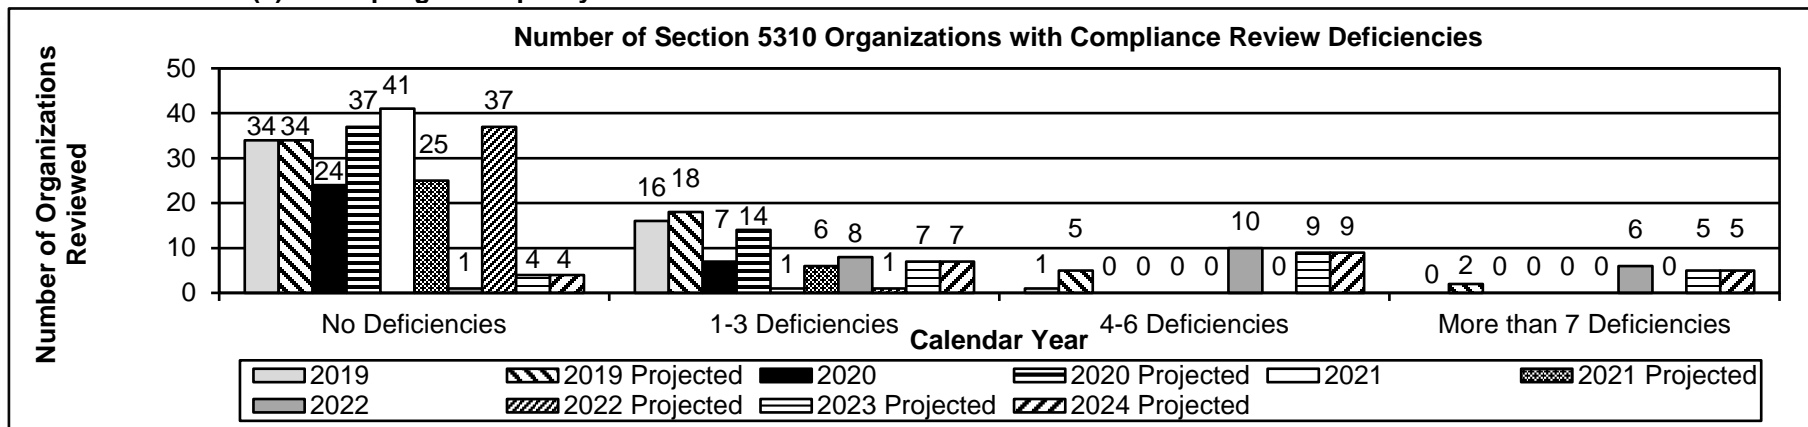 Number of Section 5310 Organizations with Compliance Review Deficiencies
Number of Organizations
Reviewed
50
40
30
20
10
0
34 34 24 37 41 25 1 37 4 4
16 18 7 14 1 6 8 1 7 7
1 5 0 0 0 0 10 0 9 9
0 2 0 0 0 0 6 0 5 5
No Deficiencies 1-3 Deficiencies 4-6 Deficiencies More than 7 Deficiencies
Calendar Year
2019 2019 Projected 2020 2020 Projected 2021 2021 Projected
2022 2022 Projected 2023 Projected 2024 Projected